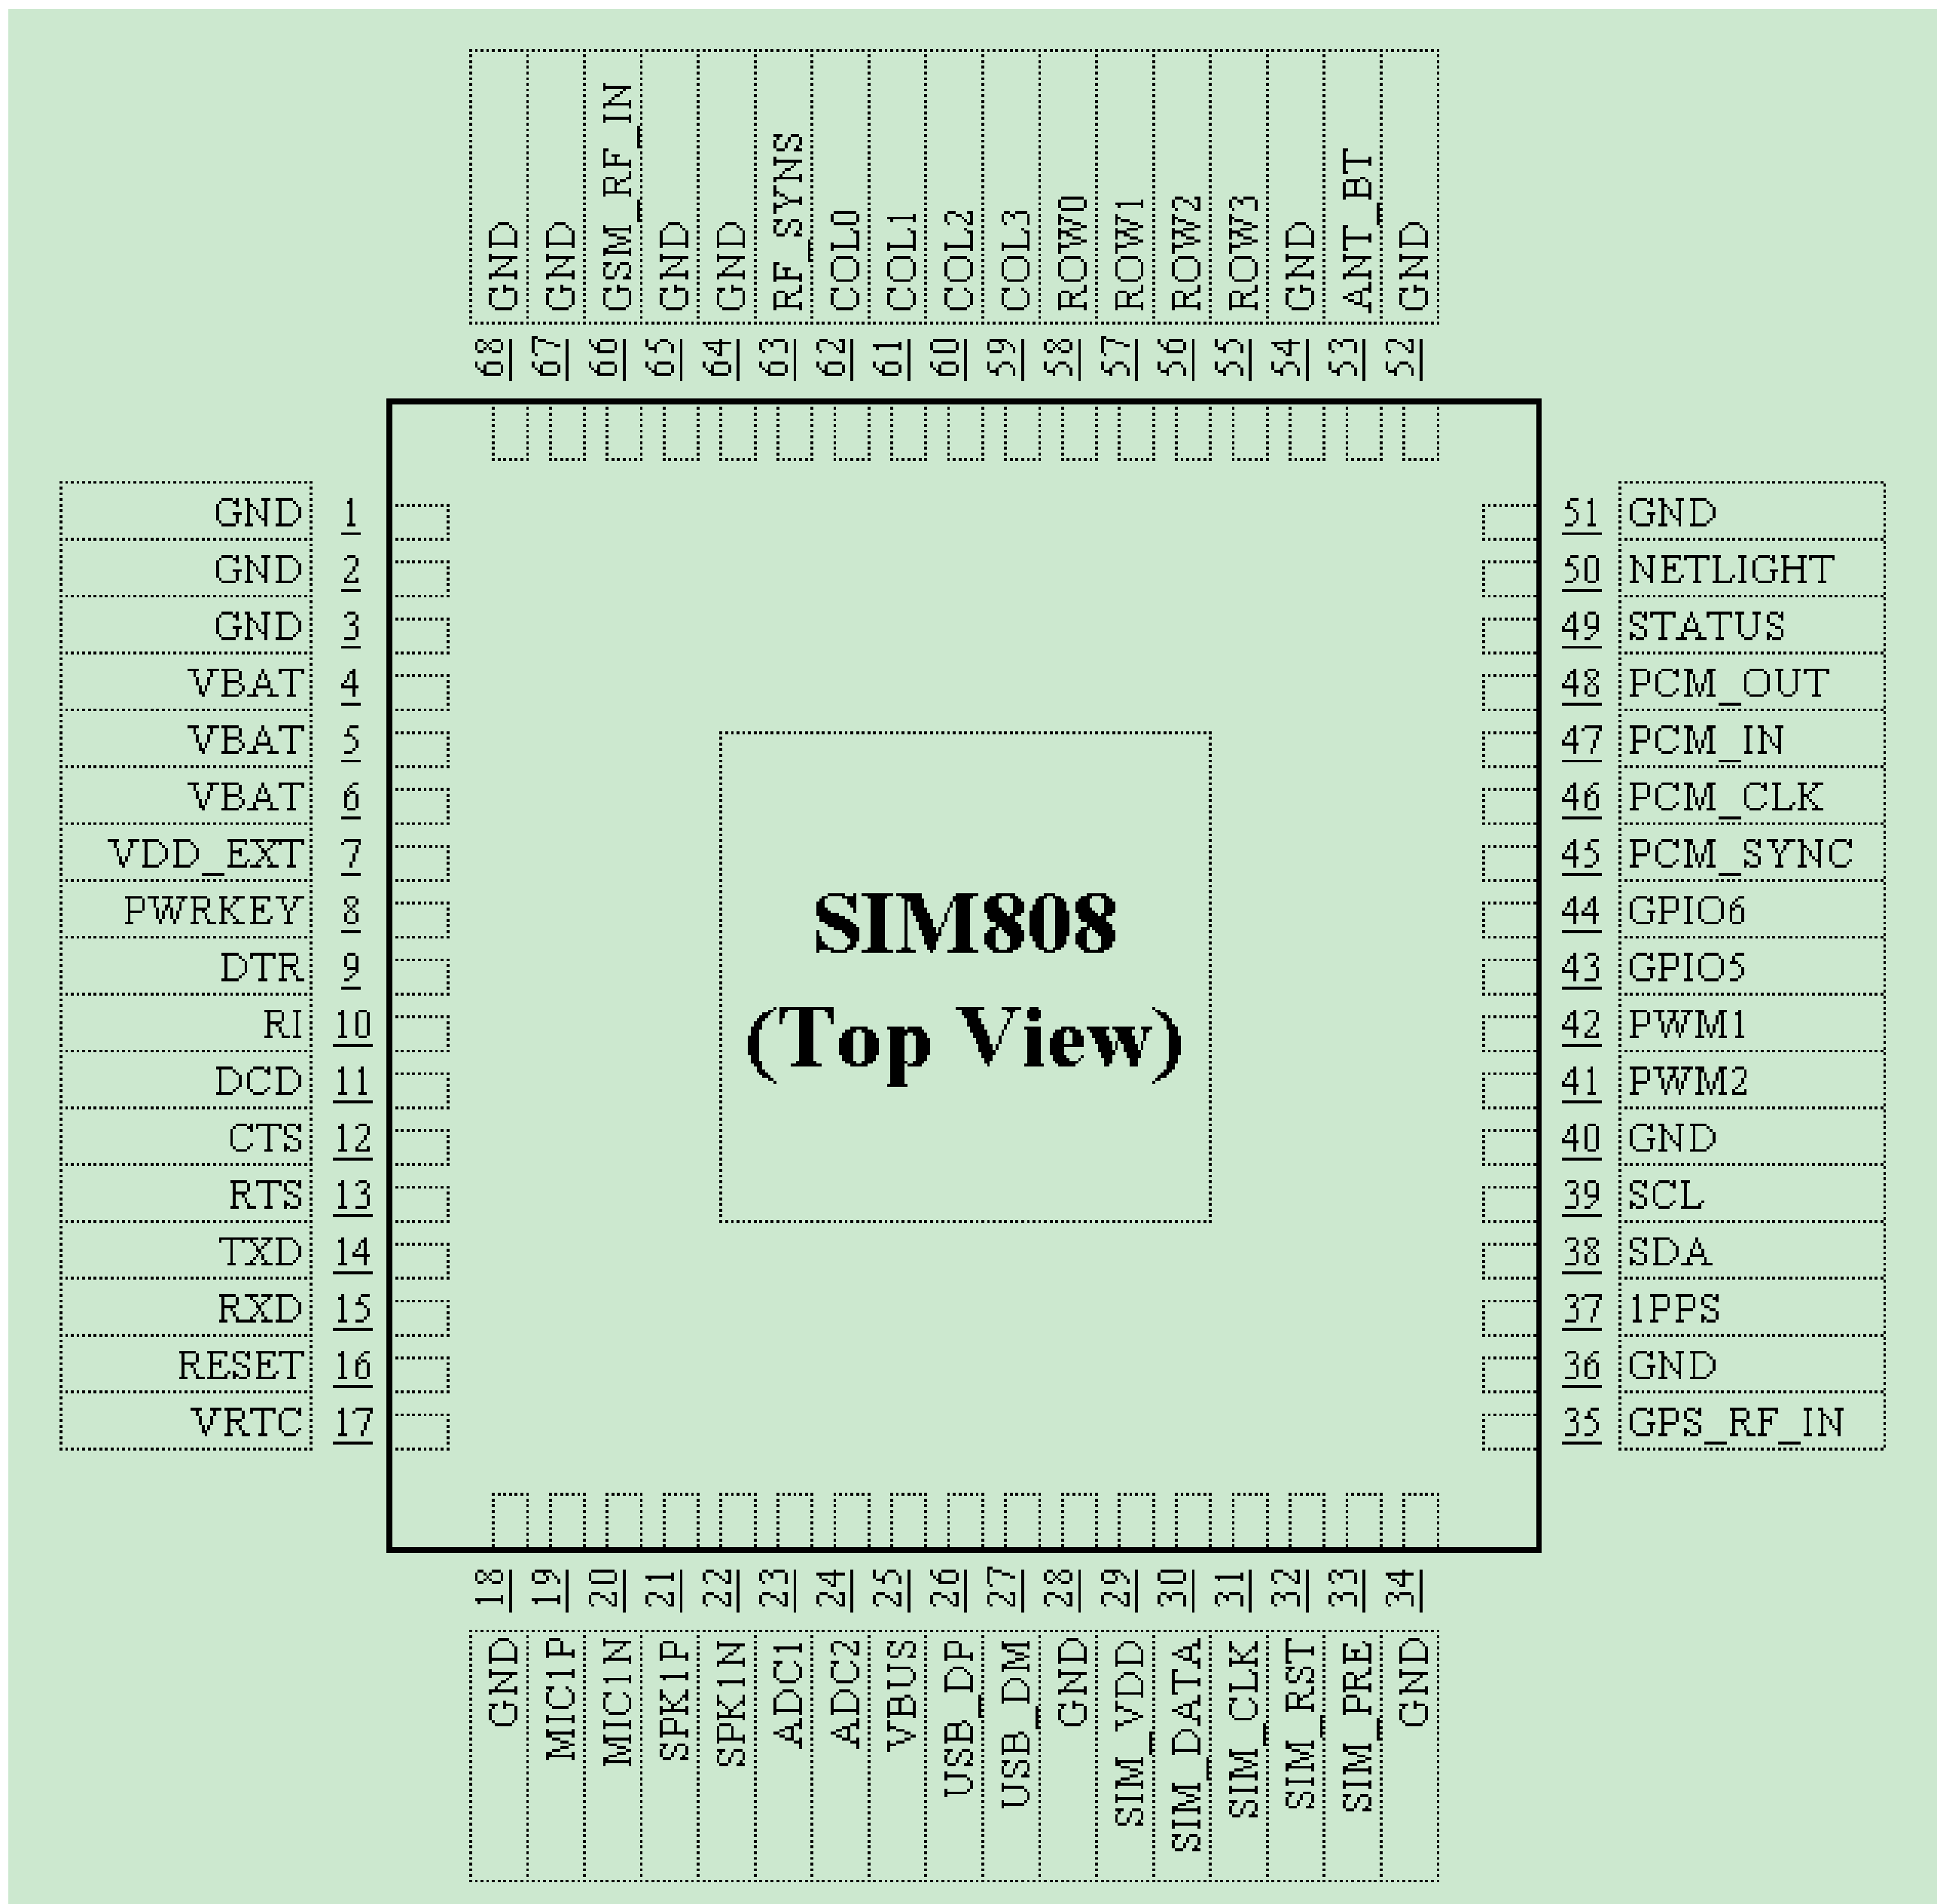 GND
GND
GSM_RF_IN
GND
GND
RF_SYNS
COL0
COL1
COL2
COL3
ROW0
ROW1
ROW2
ROW3
GND
ANT_BT
GND
68
67
66
65
64
63
62
61
60
59
58
57
56
55
54
53
52
GND 1
GND 2
GND 3
VBAT 4
VBAT 5
VBAT 6
VDD_EXT 7
PWRKEY 8
DTR 9
RI 10
DCD 11
CTS 12
RTS 13
TXD 14
RXD 15
RESET 16
VRTC 17
SIM808
(Top View)
51 GND
50 NETLIGHT
49 STATUS
48 PCM_OUT
47 PCM_IN
46 PCM_CLK
45 PCM_SYNC
44 GPIO6
43 GPIO5
42 PWM1
41 PWM2
40 GND
39 SCL
38 SDA
37 1PPS
36 GND
35 GPS_RF_IN
18
19
20
21
22
23
24
25
26
27
28
29
30
31
32
33
34
GND
MIC1P
MIC1N
SPK1P
SPK1N
ADC1
ADC2
VBUS
USB_DP
USB_DM
GND
SIM_VDD
SIM_DATA
SIM_CLK
SIM_RST
SIM_PRE
GND